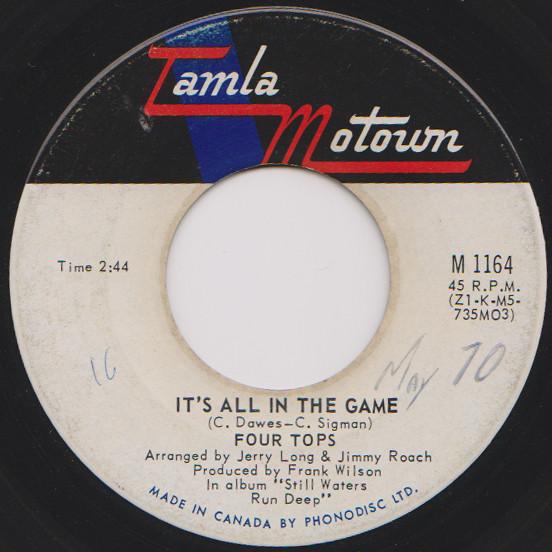 Tamla
Motown
Time 2:44
M 1164
45 R.P.M.
(Z1-K-M5-
735MO3)
16
May 70
IT'S ALL IN THE GAME
(C. Dawes—C. Sigman)
FOUR TOPS
Arranged by Jerry Long & Jimmy Roach
Produced by Frank Wilson
In album "Still Waters
Run Deep"
MADE IN CANADA BY PHONODISC LTD.